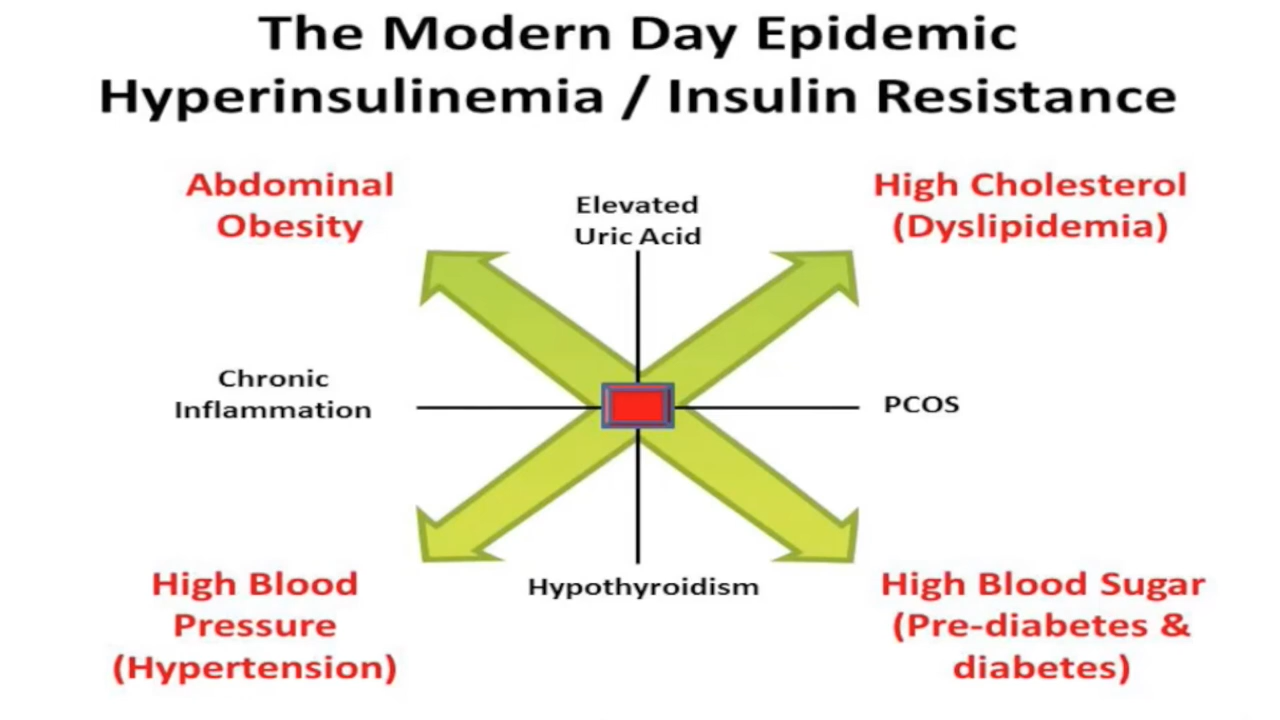 The Modern Day Epidemic
Hyperinsulinemia / Insulin Resistance
Abdominal
Obesity
Elevated
Uric Acid
High Cholesterol
(Dyslipidemia)
Chronic
Inflammation
PCOS
High Blood
Pressure
(Hypertension)
Hypothyroidism
High Blood Sugar
(Pre-diabetes &
diabetes)